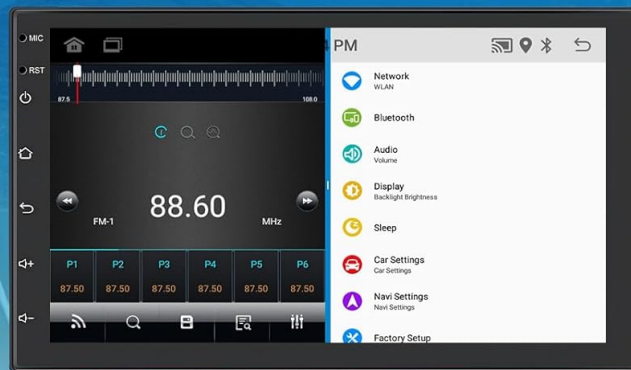 MIC
RST
PM
87.5
108.0
FM-1
88.60
MHz
P1 P2 P3 P4 P5 P6
87.50 87.50 87.50 87.50 87.50 87.50
Network
WLAN
Bluetooth
Audio
Volume
Display
Backlight Brightness
Sleep
Car Settings
Car Settings
Navi Settings
Navi Settings
Factory Setup